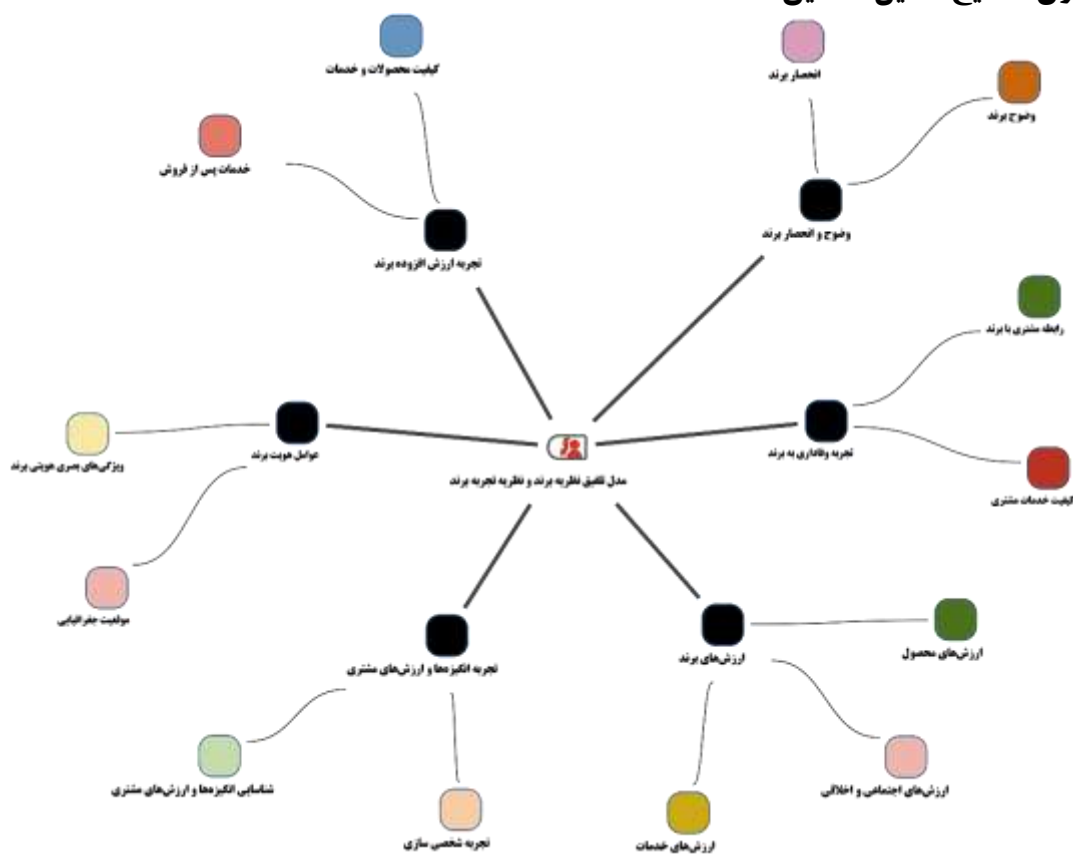 کیفیت محصولات و خدمات
انحصار برند
وضوح برند
خدمات پس از فروش
وضوح و انحصار برند
تجربه ارزش افزوده برند
رابطه مشتری با برند
عوامل هویت برند
تجربه وفاداری به برند
ویژگی‌های بصری هویتی برند
مدل تلفیق نظریه برند و نظریه تجربه برند
کیفیت خدمات مشتری
موقعیت جغرافیایی
ارزش‌های برند
ارزش‌های محصول
تجربه انگیزه‌ها و ارزش‌های مشتری
شناسایی انگیزه‌ها و ارزش‌های مشتری
ارزش‌های اجتماعی و اخلاقی
تجربه شخصی سازی
ارزش‌های خدمات